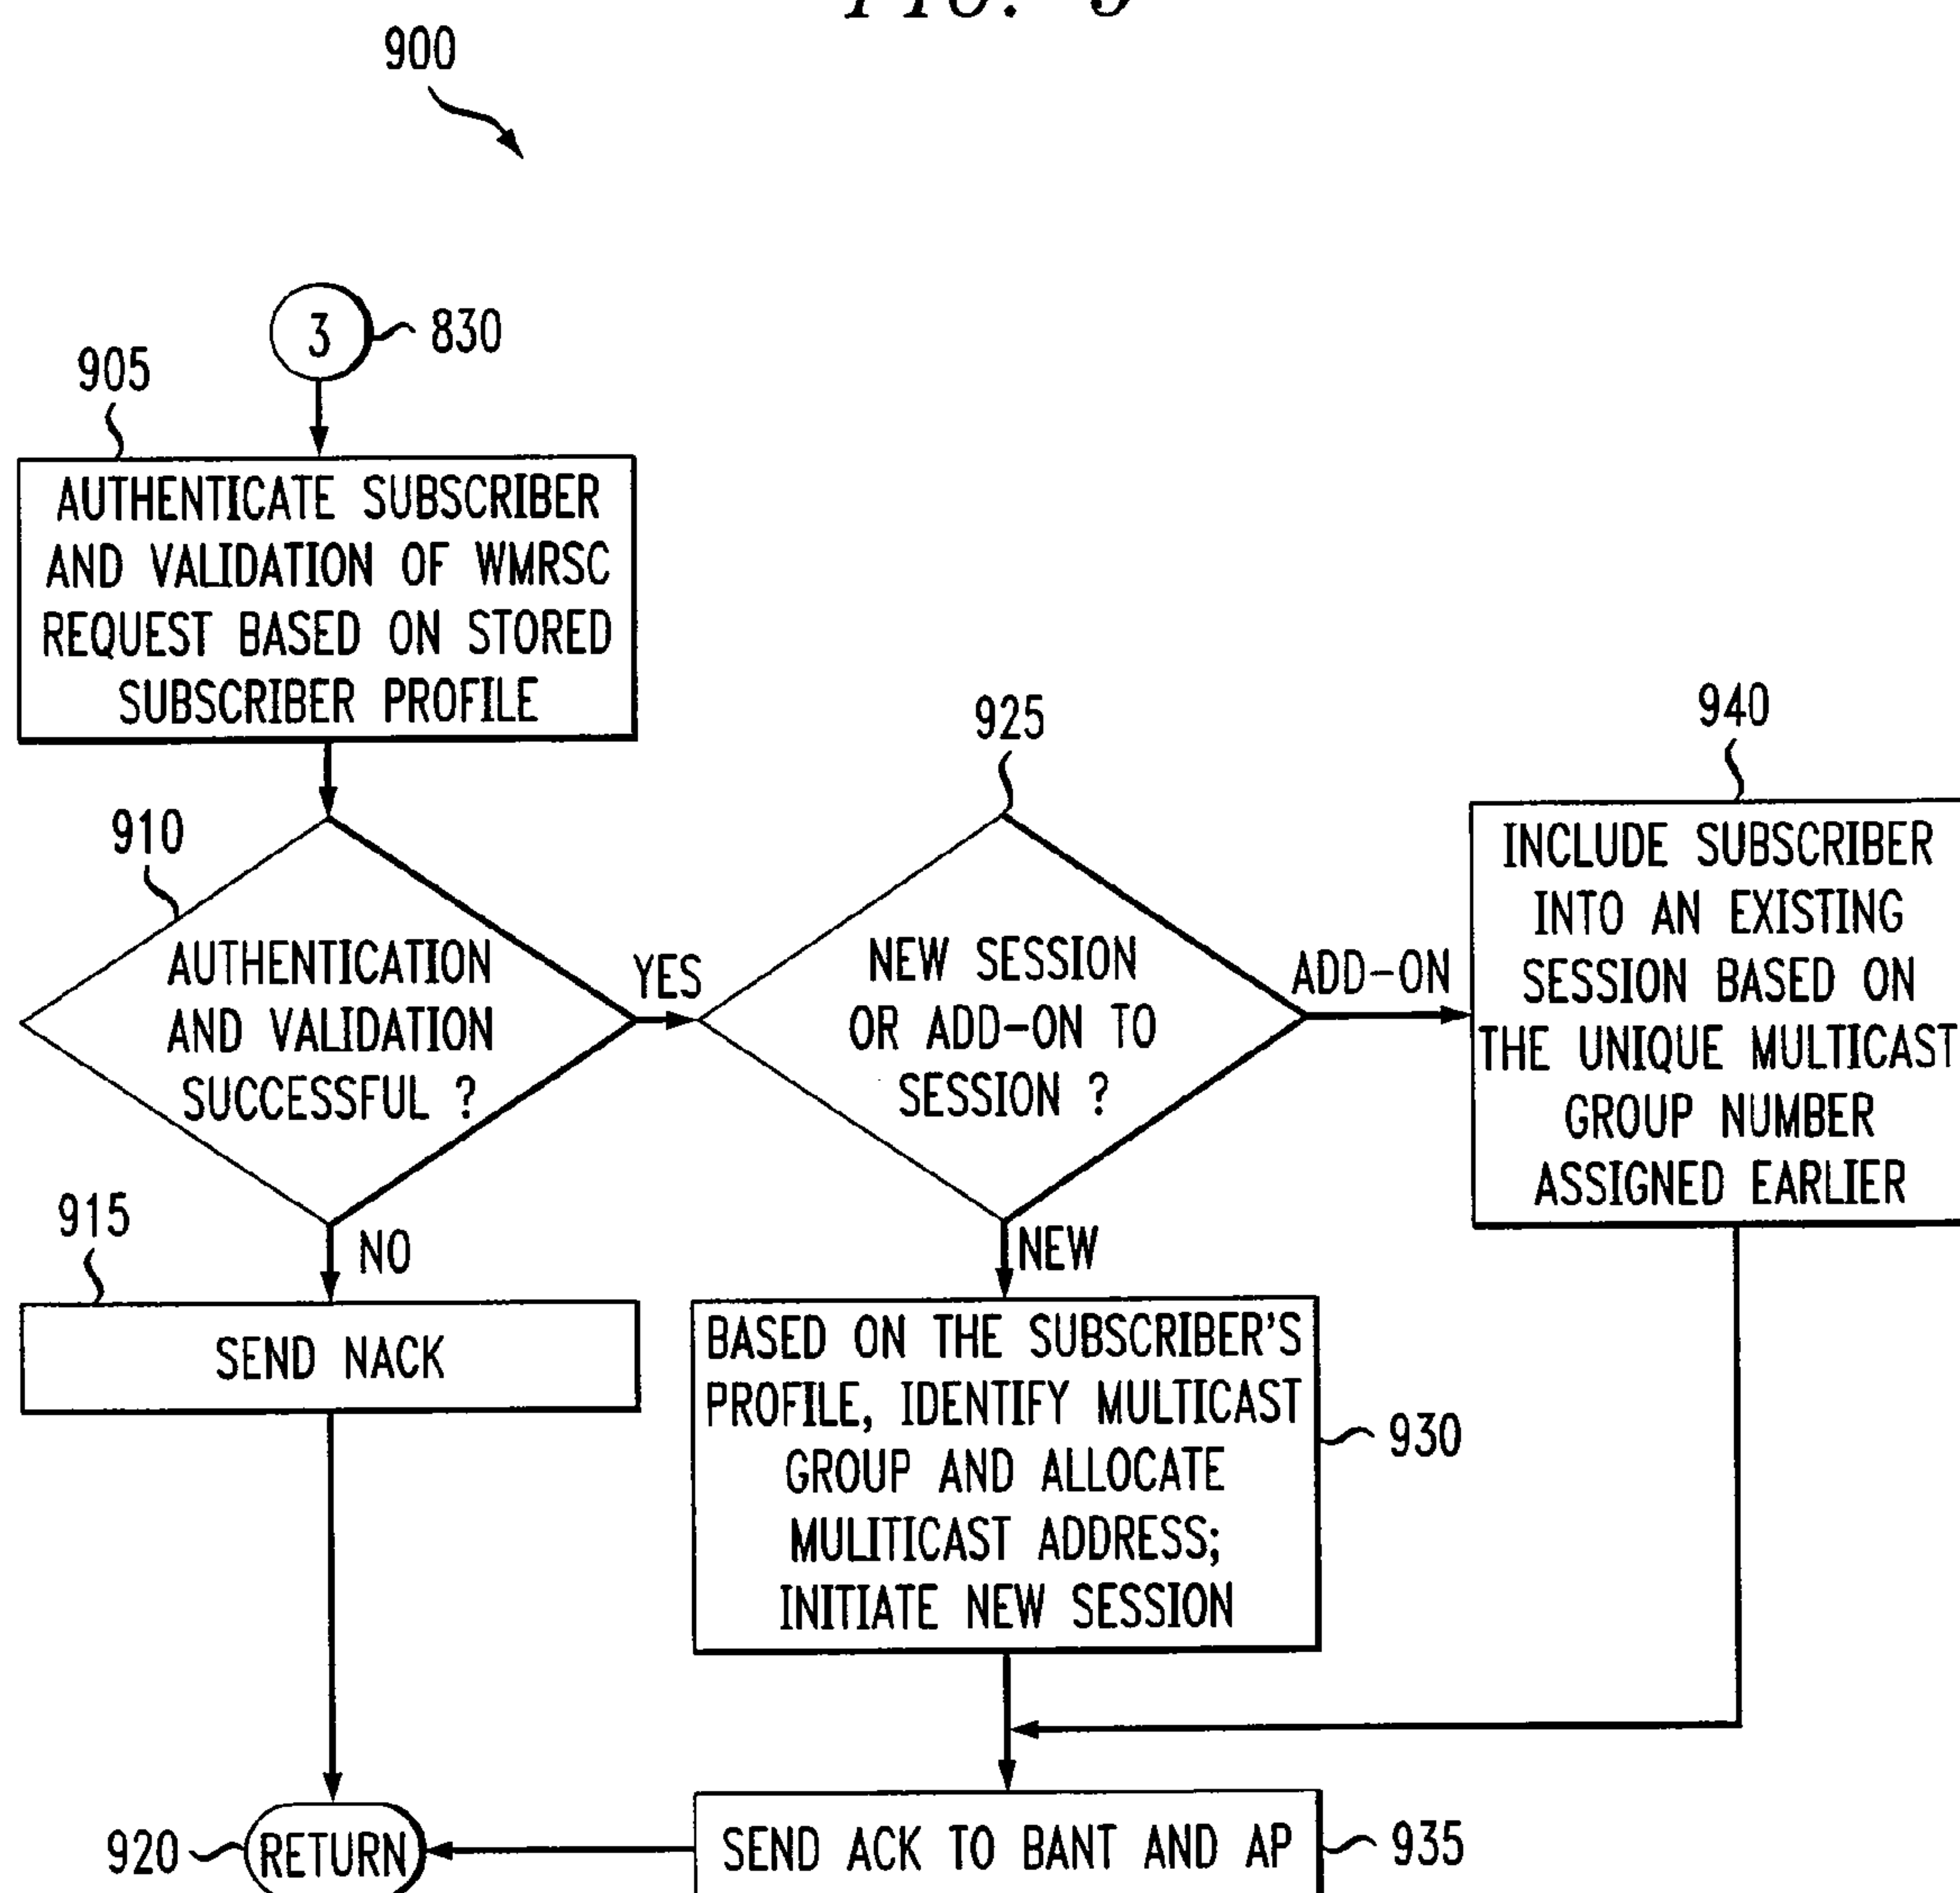 900
3
830
905
AUTHENTICATE SUBSCRIBER
AND VALIDATION OF WMRSC
REQUEST BASED ON STORED
SUBSCRIBER PROFILE
910
AUTHENTICATION
AND VALIDATION
SUCCESSFUL ?
YES
NO
925
NEW SESSION
OR ADD-ON TO
SESSION ?
ADD-ON
NEW
940
INCLUDE SUBSCRIBER
INTO AN EXISTING
SESSION BASED ON
THE UNIQUE MULTICAST
GROUP NUMBER
ASSIGNED EARLIER
915
SEND NACK
BASED ON THE SUBSCRIBER'S
PROFILE, IDENTIFY MULTICAST
GROUP AND ALLOCATE
MULITICAST ADDRESS;
INITIATE NEW SESSION
930
920
RETURN
SEND ACK TO BANT AND AP
935